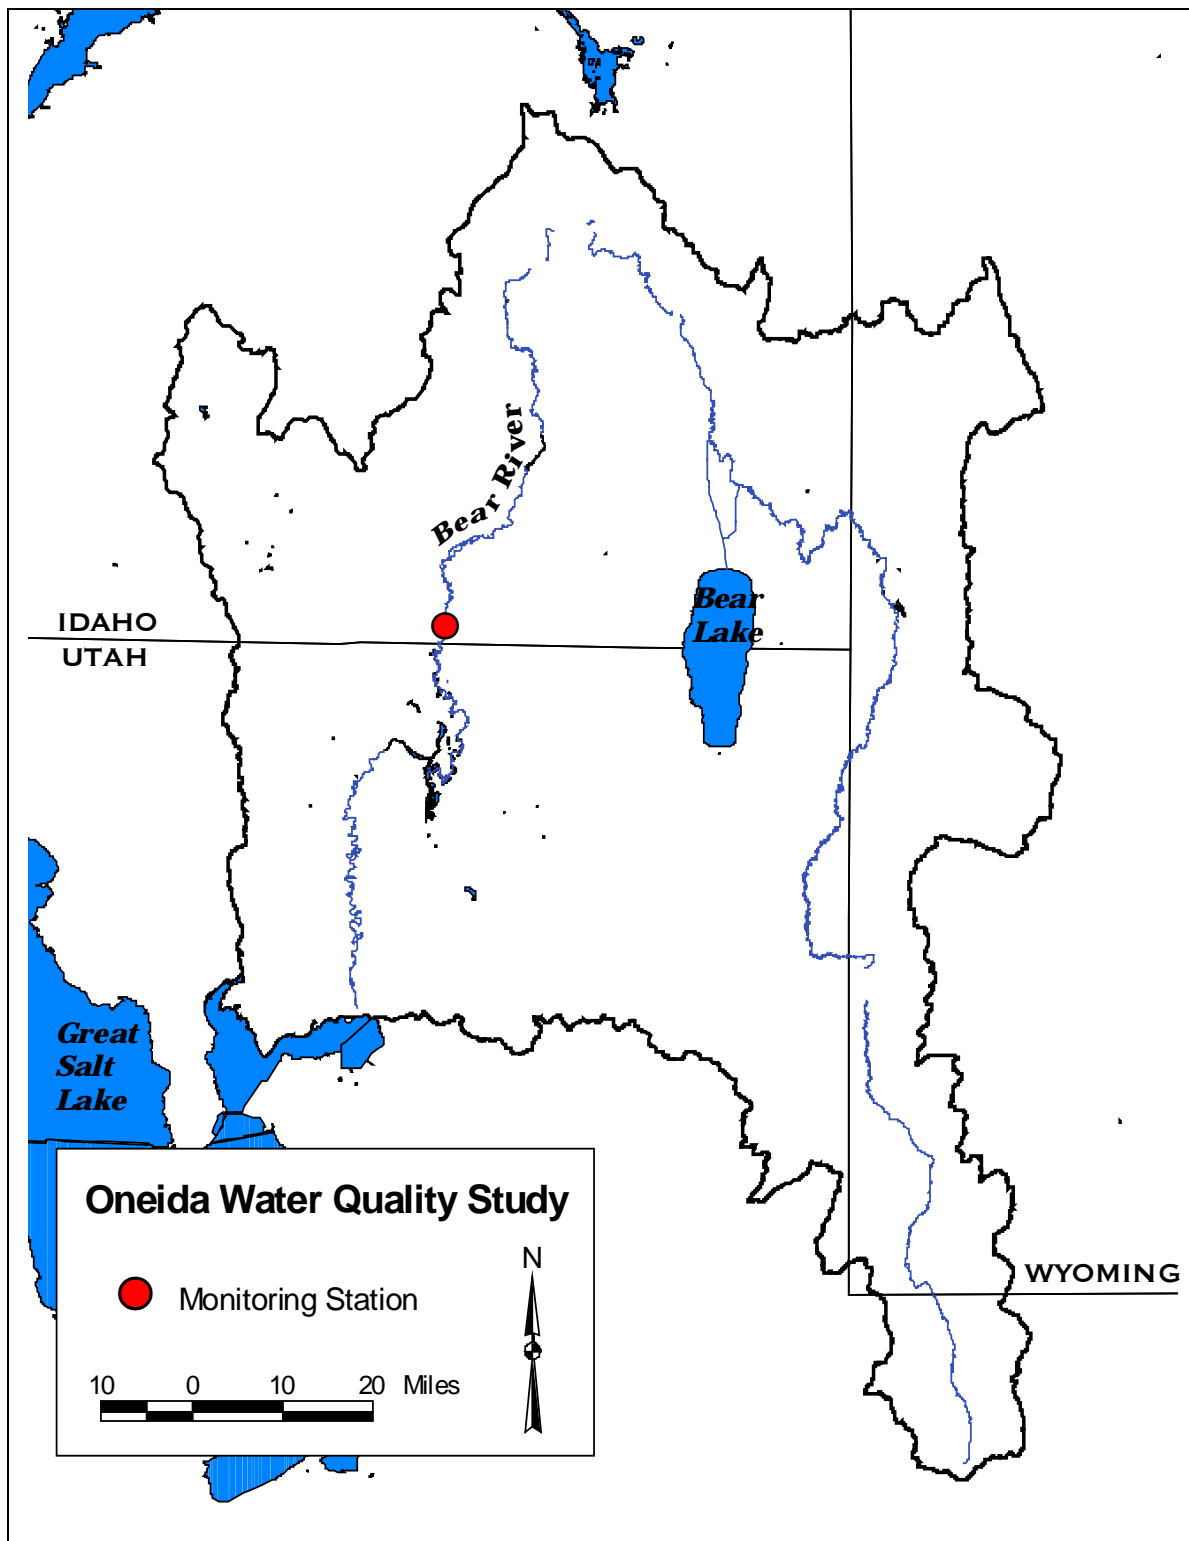 Bear River
Bear
Lake
IDAHO
UTAH
Great
Salt
Lake
WYOMING
Oneida Water Quality Study
N
Monitoring Station
10 0 10 20 Miles